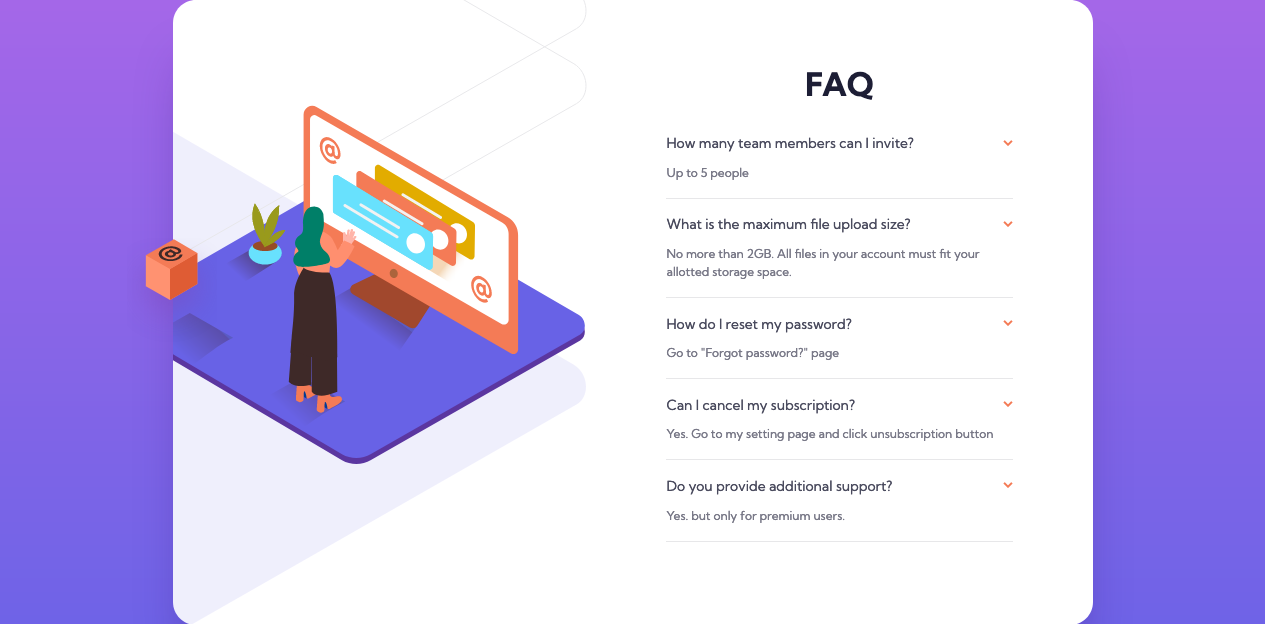 FAQ
How many team members can I invite?
Up to 5 people
What is the maximum file upload size?
No more than 2GB. All files in your account must fit your
allotted storage space.
How do I reset my password?
Go to "Forgot password?" page
Can I cancel my subscription?
Yes. Go to my setting page and click unsubscription button
Do you provide additional support?
Yes. but only for premium users.
@
@
@